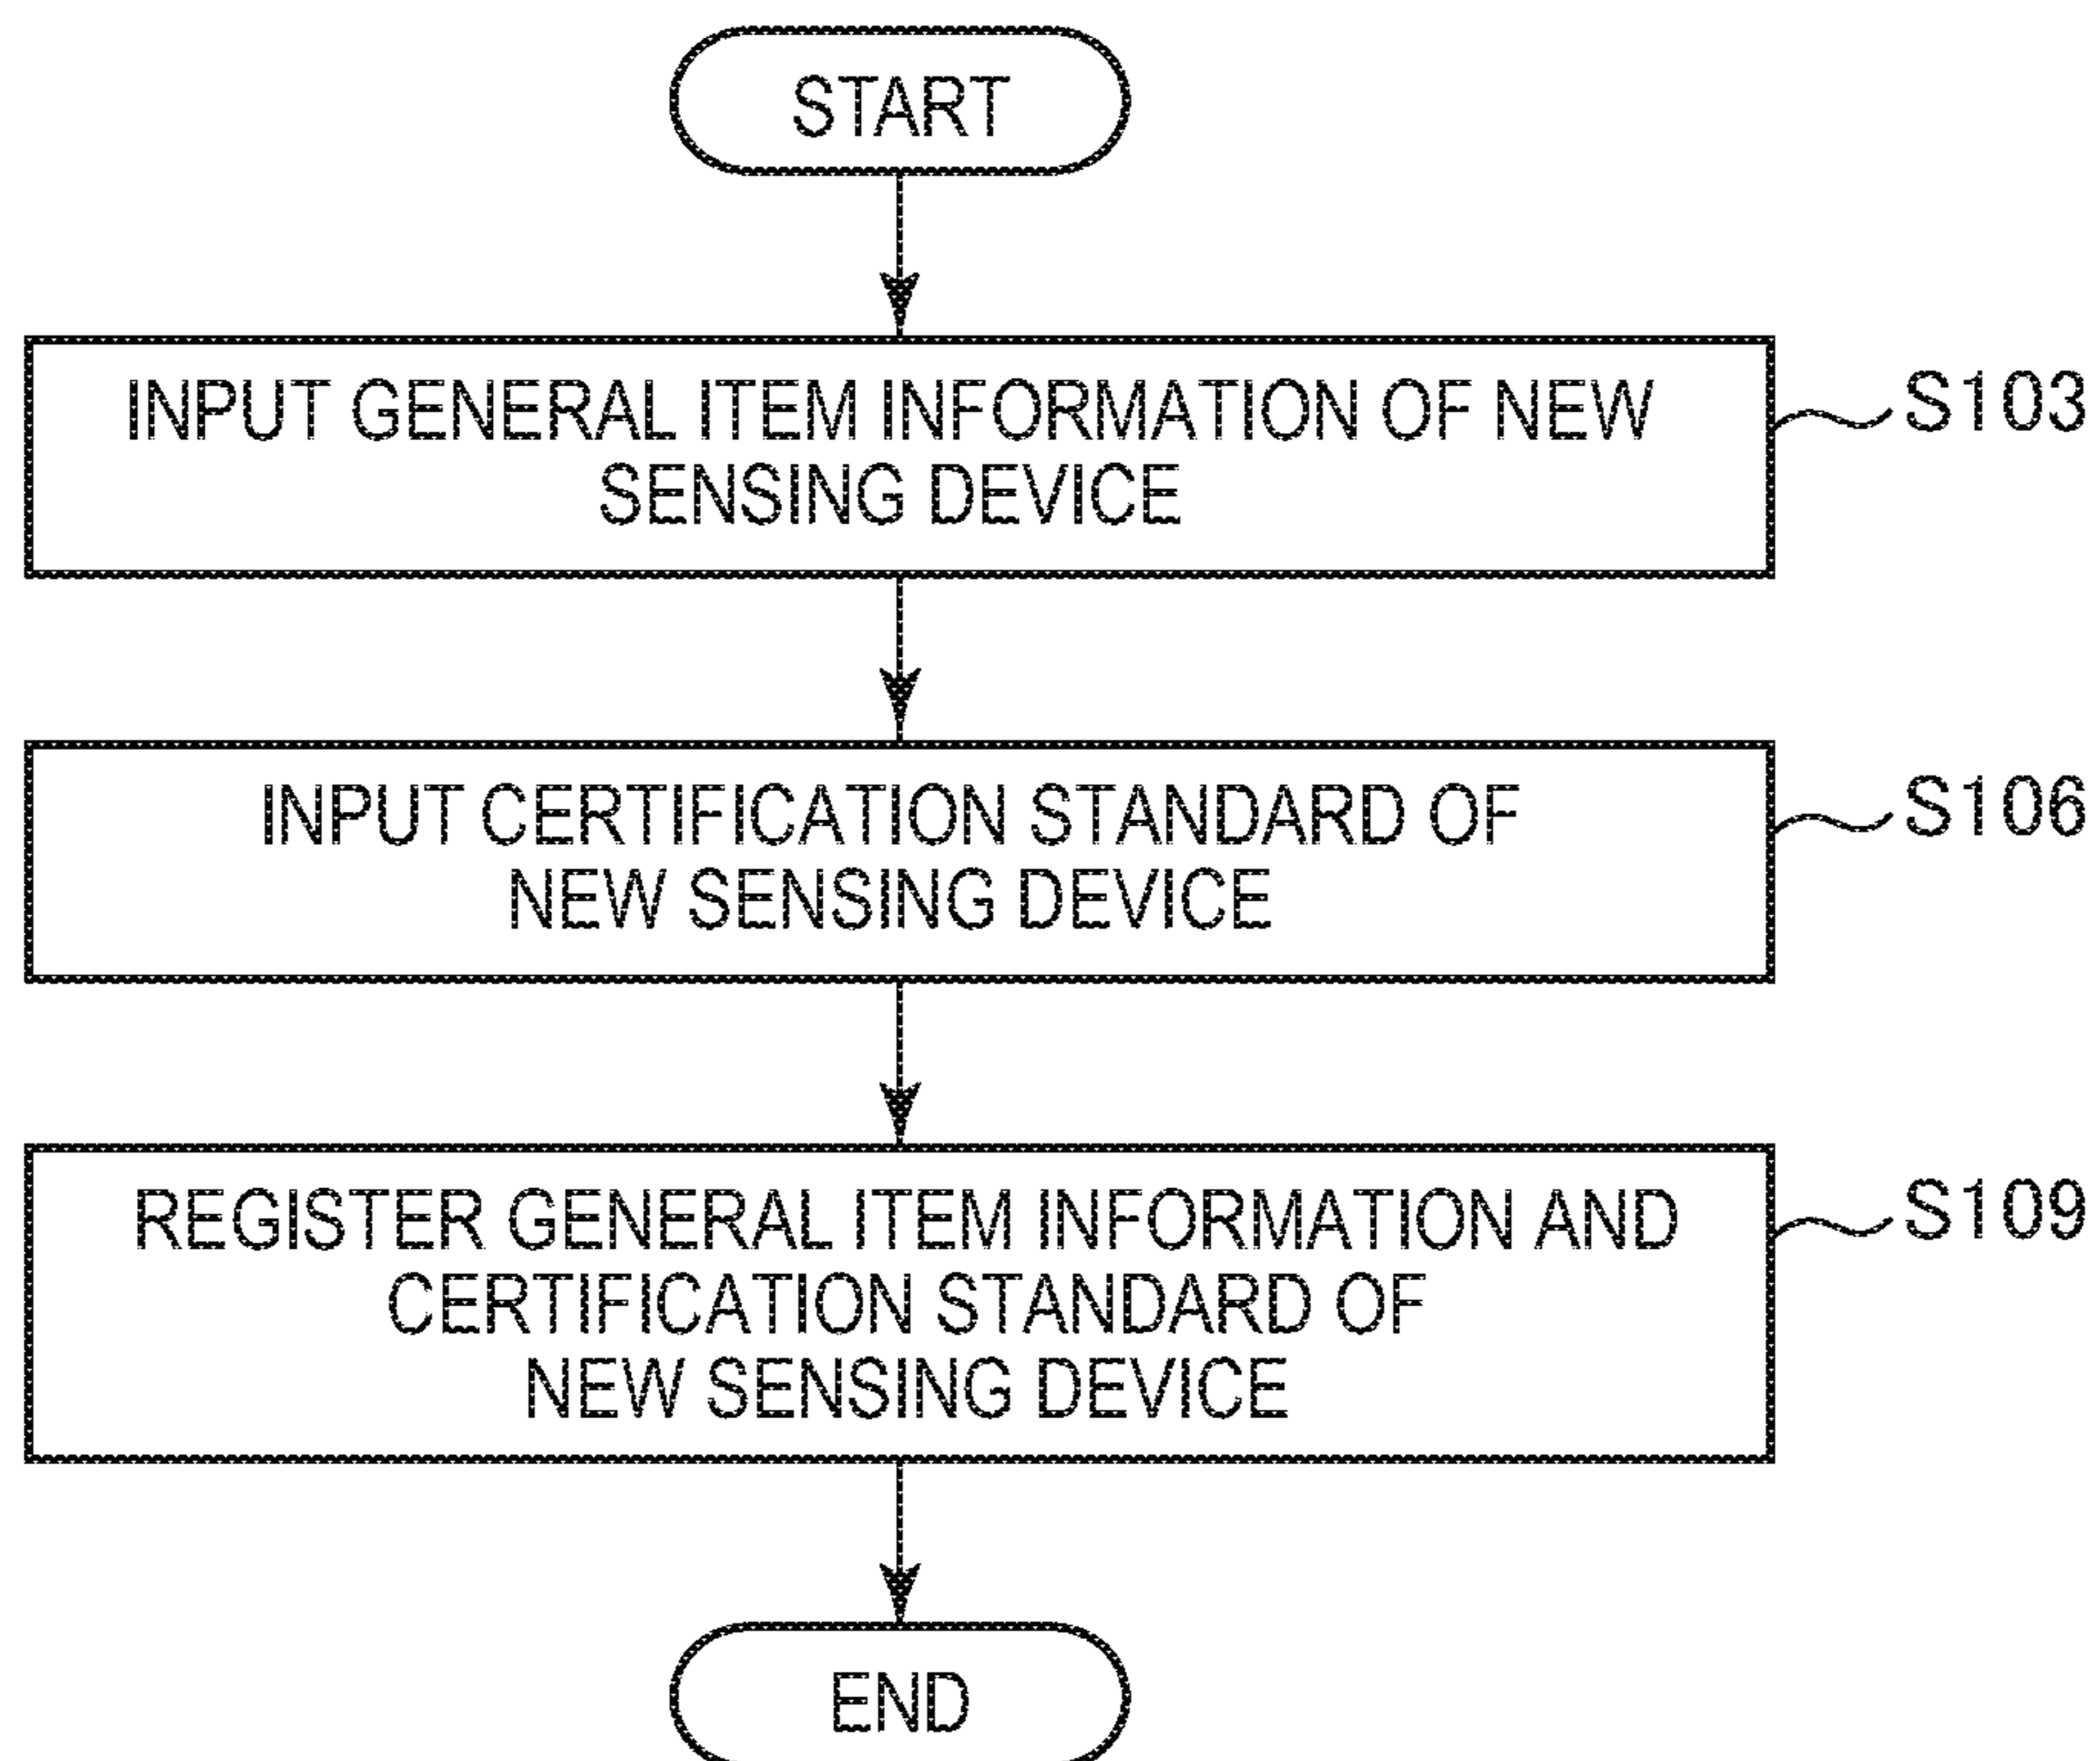 START
INPUT GENERAL ITEM INFORMATION OF NEW
SENSING DEVICE
S103
INPUT CERTIFICATION STANDARD OF
NEW SENSING DEVICE
S106
REGISTER GENERAL ITEM INFORMATION AND
CERTIFICATION STANDARD OF
NEW SENSING DEVICE
S109
END